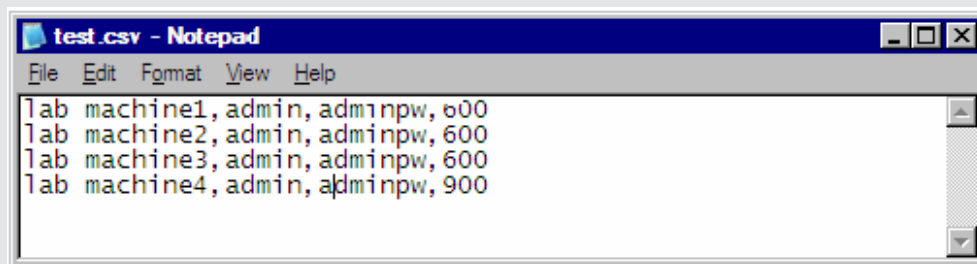 test.csv - Notepad
File Edit Format View Help
lab machine1,admin,adminpw,600
lab machine2,admin,adminpw,600
lab machine3,admin,adminpw,600
lab machine4,admin,adminpw,900